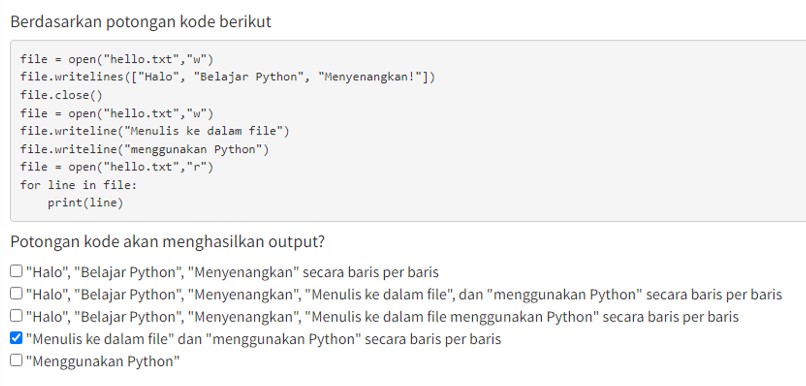 Berdasarkan potongan kode berikut
file = open("hello.txt","w")
file.writelines(["Halo", "Belajar Python", "Menyenangkan!"])
file.close()
file = open("hello.txt","w")
file.writeline("Menulis ke dalam file")
file.writeline("menggunakan Python")
file = open("hello.txt","r")
for line in file:
    print(line)
Potongan kode akan menghasilkan output?
"Halo", "Belajar Python", "Menyenangkan" secara baris per baris
"Halo", "Belajar Python", "Menyenangkan", "Menulis ke dalam file", dan "menggunakan Python" secara baris per baris
"Halo", "Belajar Python", "Menyenangkan", "Menulis ke dalam file menggunakan Python" secara baris per baris
"Menulis ke dalam file" dan "menggunakan Python" secara baris per baris
"Menggunakan Python"